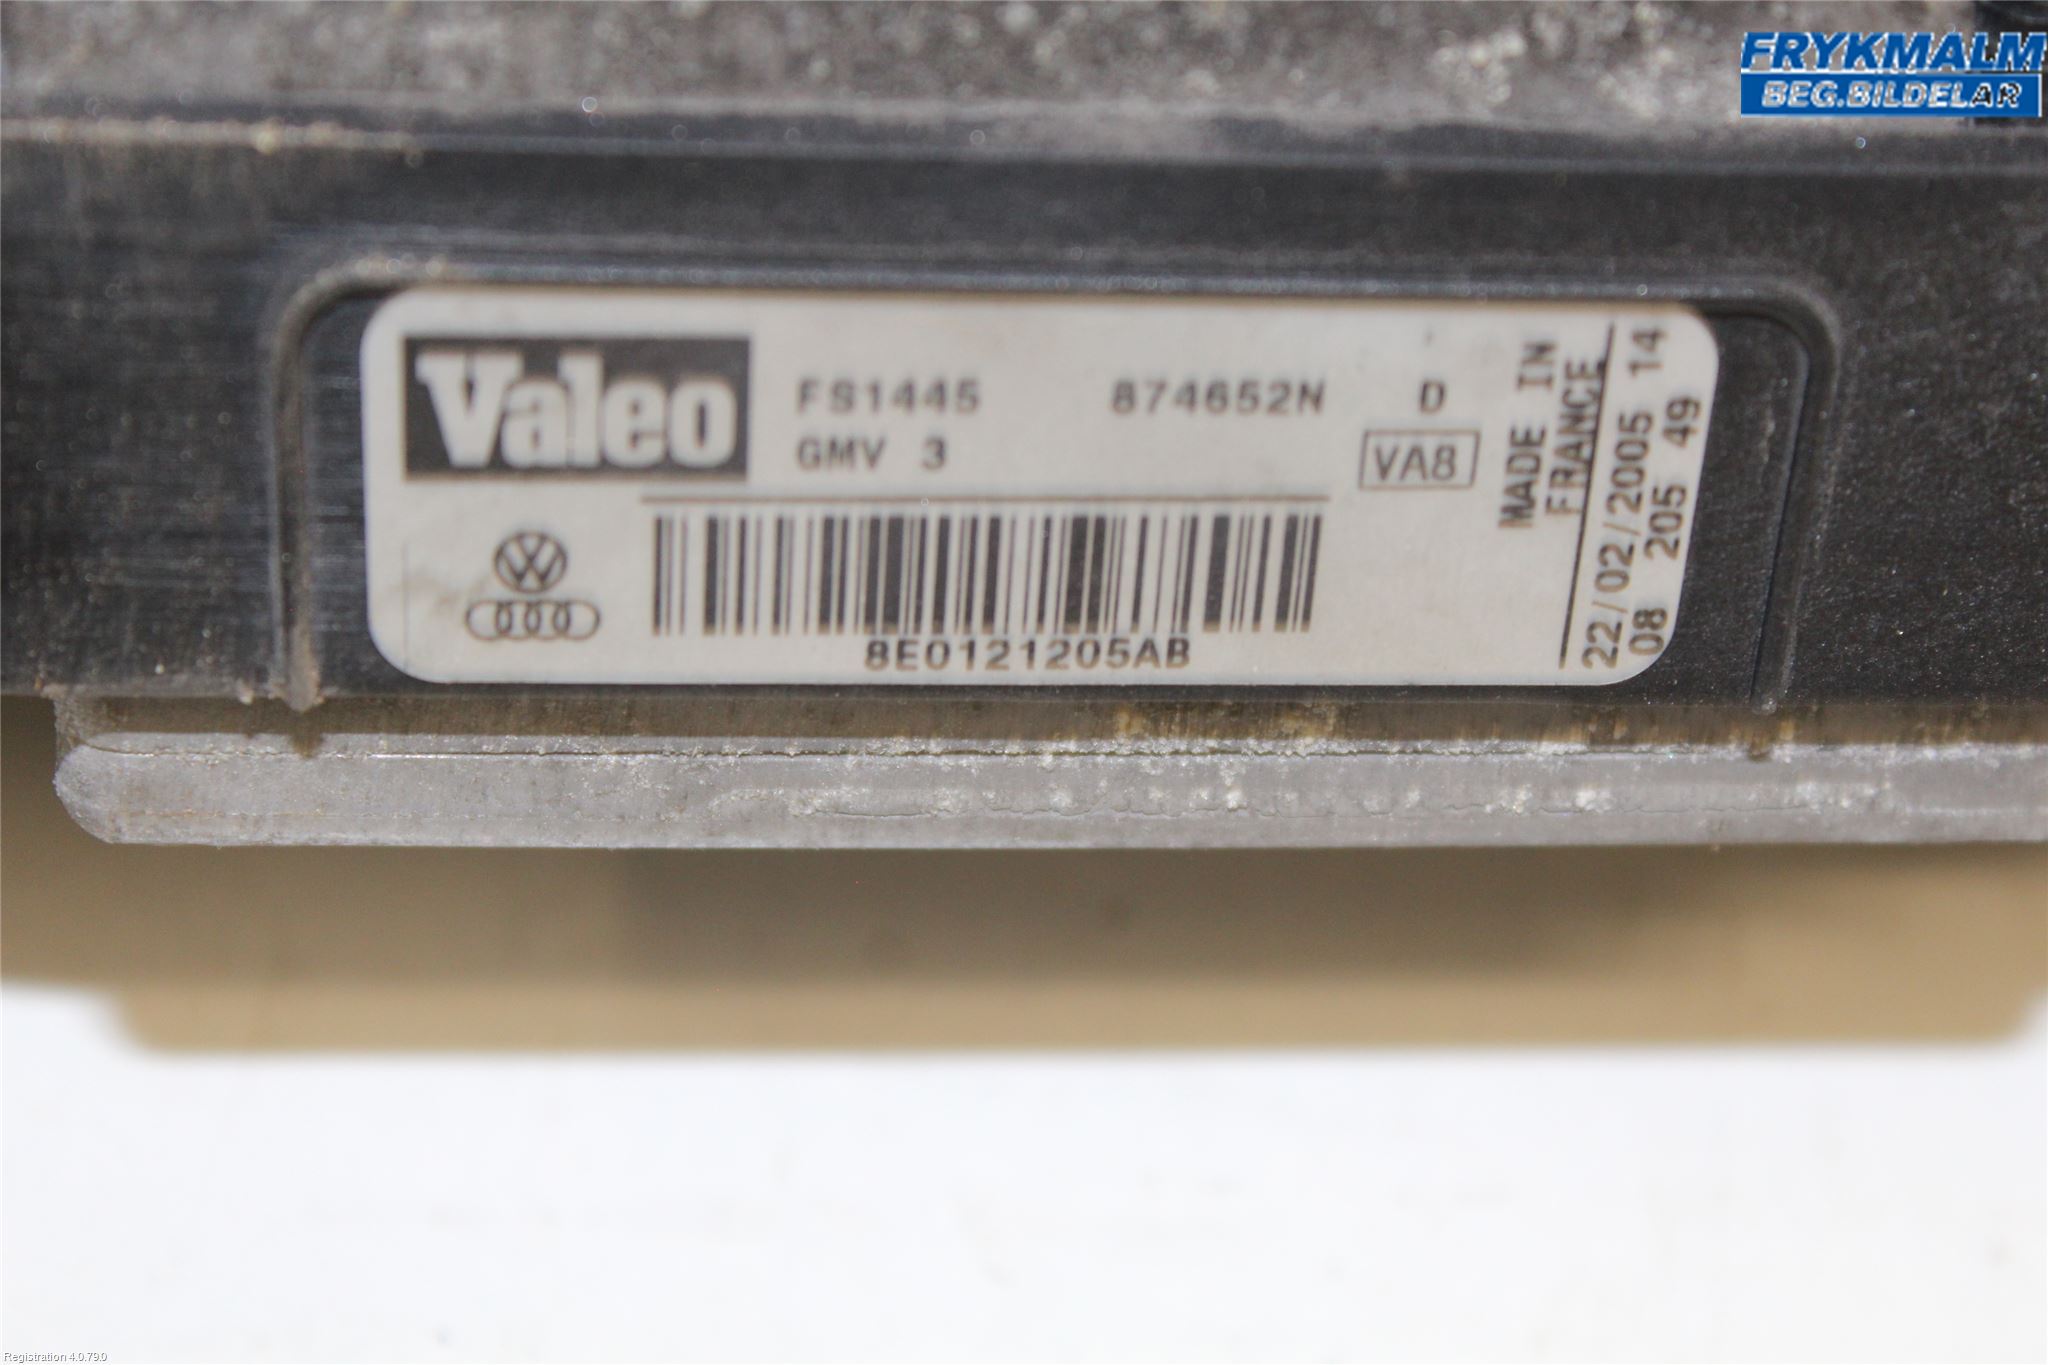 FRYKMALM
BEG.BILDELAR
Valeo
FS1445 874652N D
GMV 3
VA8
8E0121205AB
MADE IN
FRANCE
22/02/2005 14
08 205 49
Registration 4.0.79.0